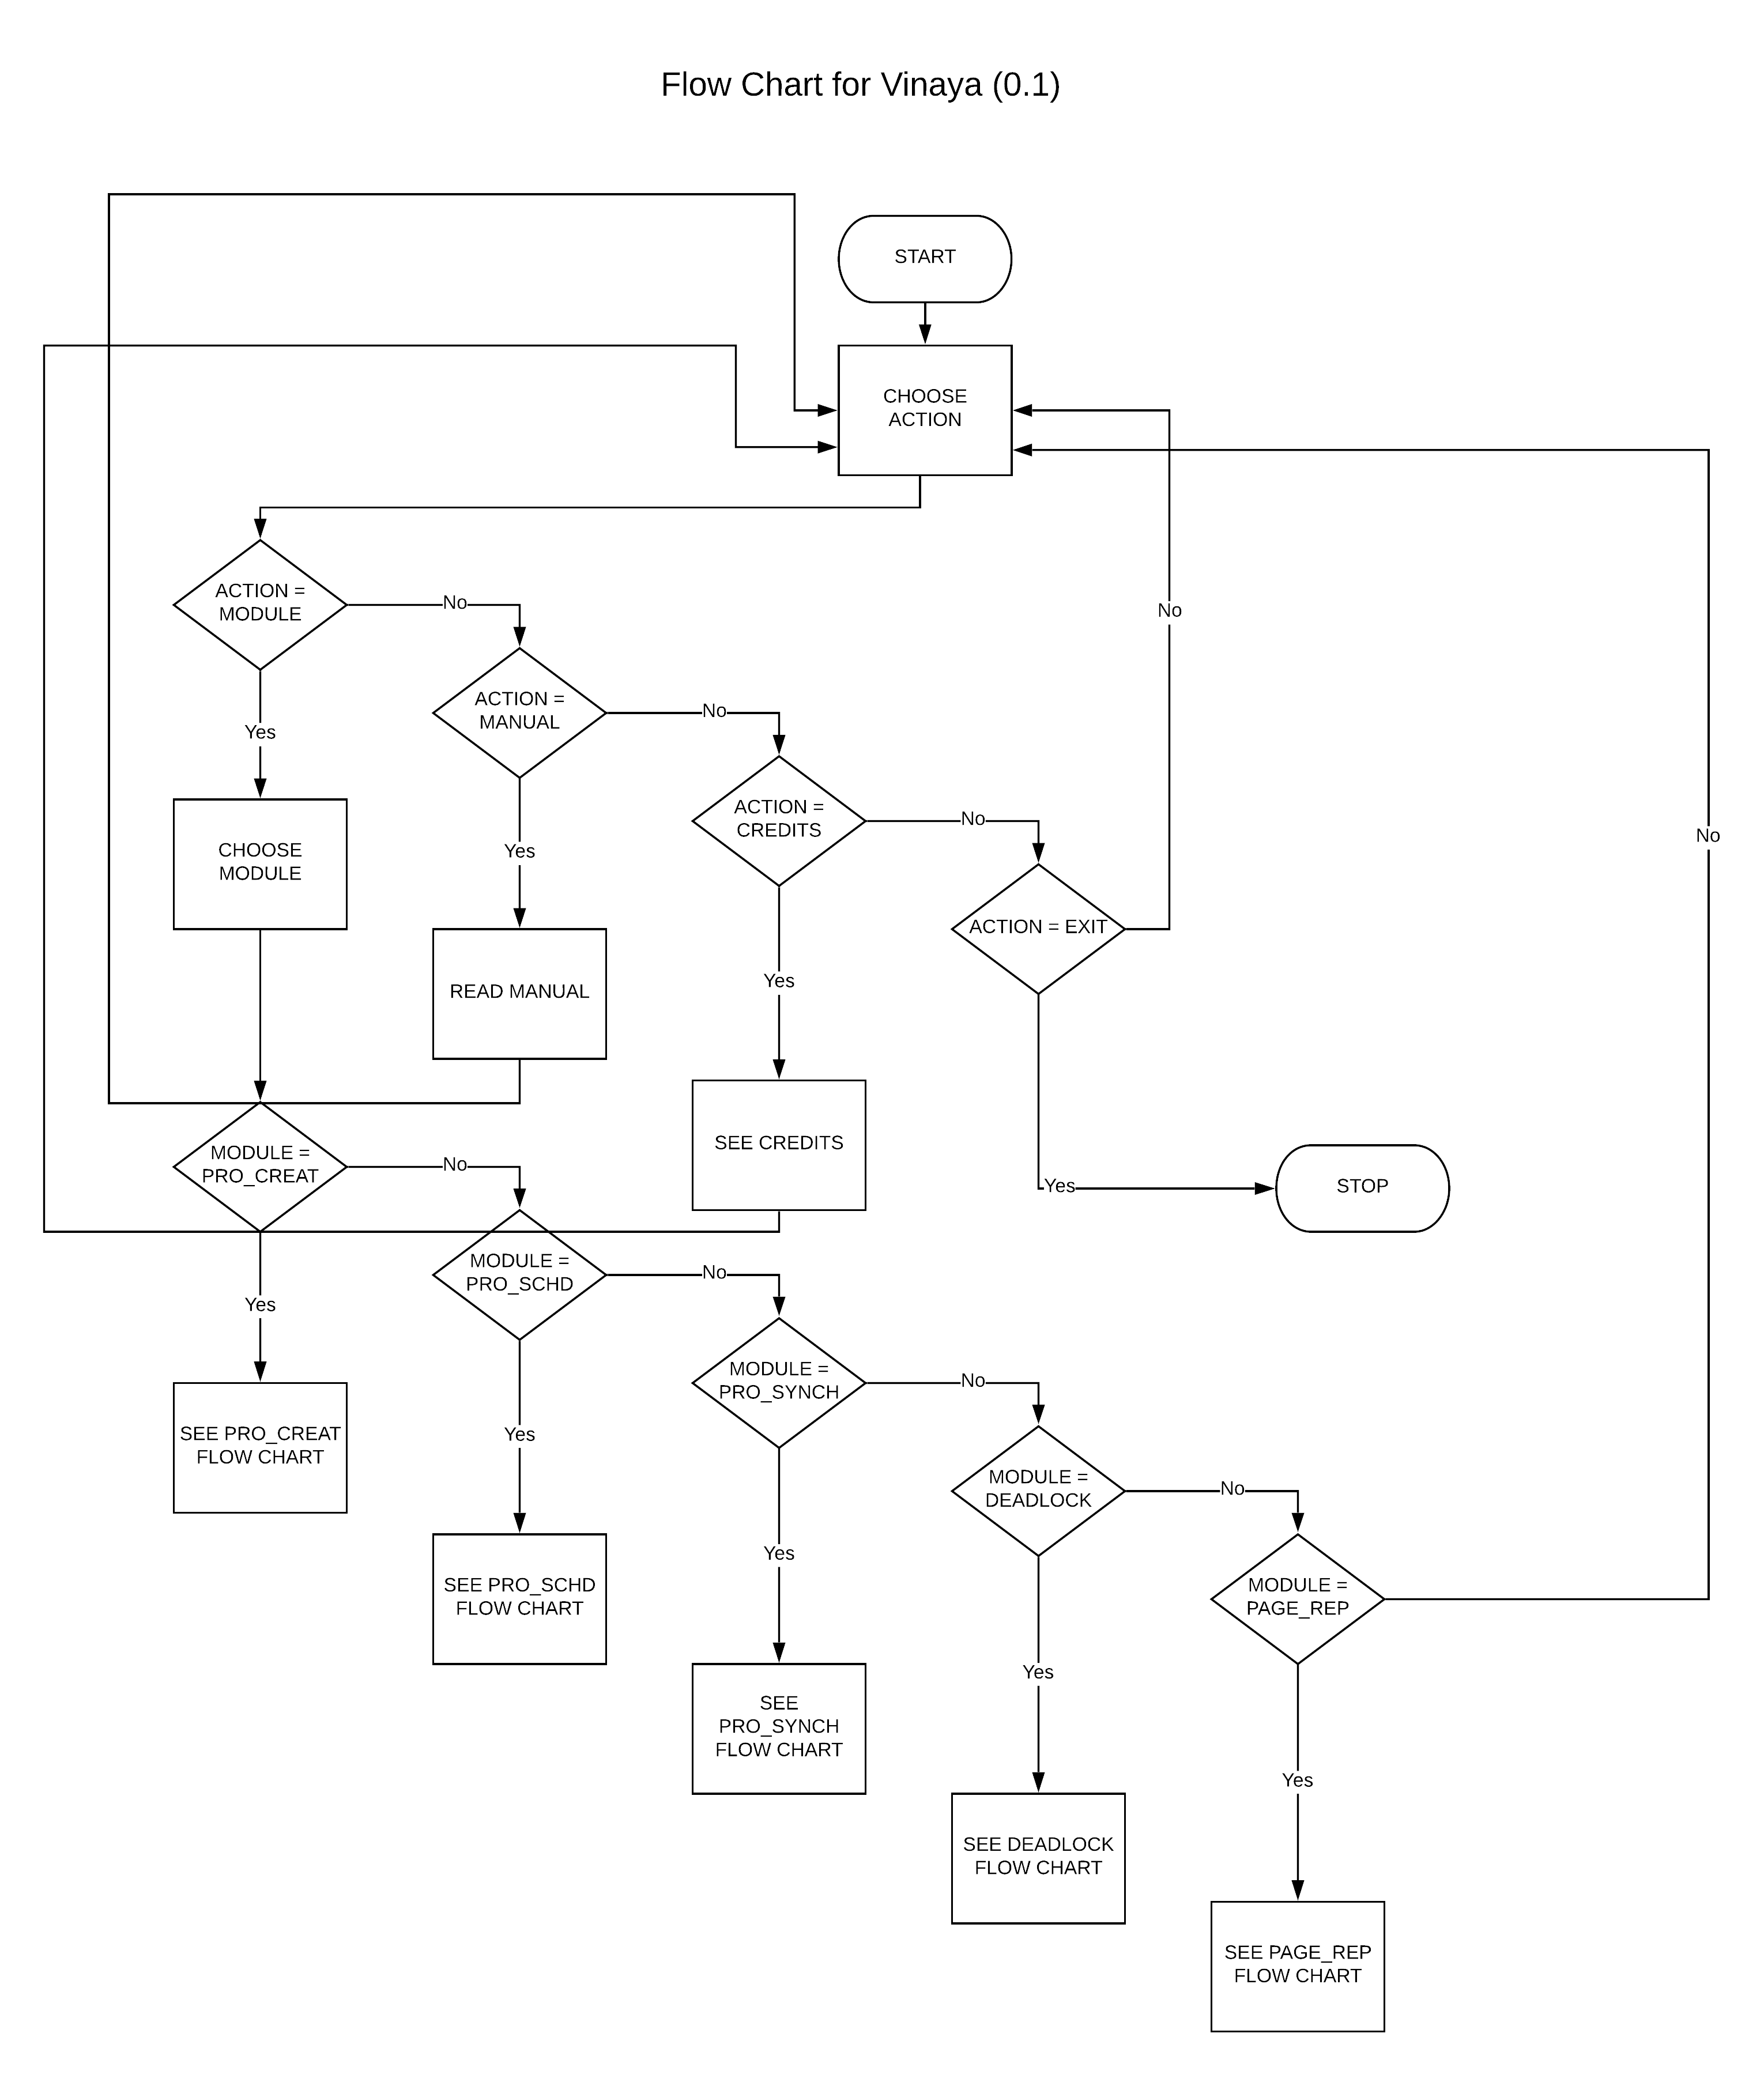 Flow Chart for Vinaya (0.1)
START
CHOOSE
ACTION
ACTION =
MODULE
No
No
ACTION =
MANUAL
No
Yes
ACTION =
CREDITS
No
No
CHOOSE
MODULE
Yes
ACTION = EXIT
READ MANUAL
Yes
SEE CREDITS
MODULE =
PRO_CREAT
No
Yes
STOP
MODULE =
PRO_SCHD
No
Yes
MODULE =
PRO_SYNCH
No
SEE PRO_CREAT
FLOW CHART
Yes
MODULE =
DEADLOCK
No
Yes
SEE PRO_SCHD
FLOW CHART
MODULE =
PAGE_REP
Yes
SEE
PRO_SYNCH
FLOW CHART
Yes
SEE DEADLOCK
FLOW CHART
SEE PAGE_REP
FLOW CHART